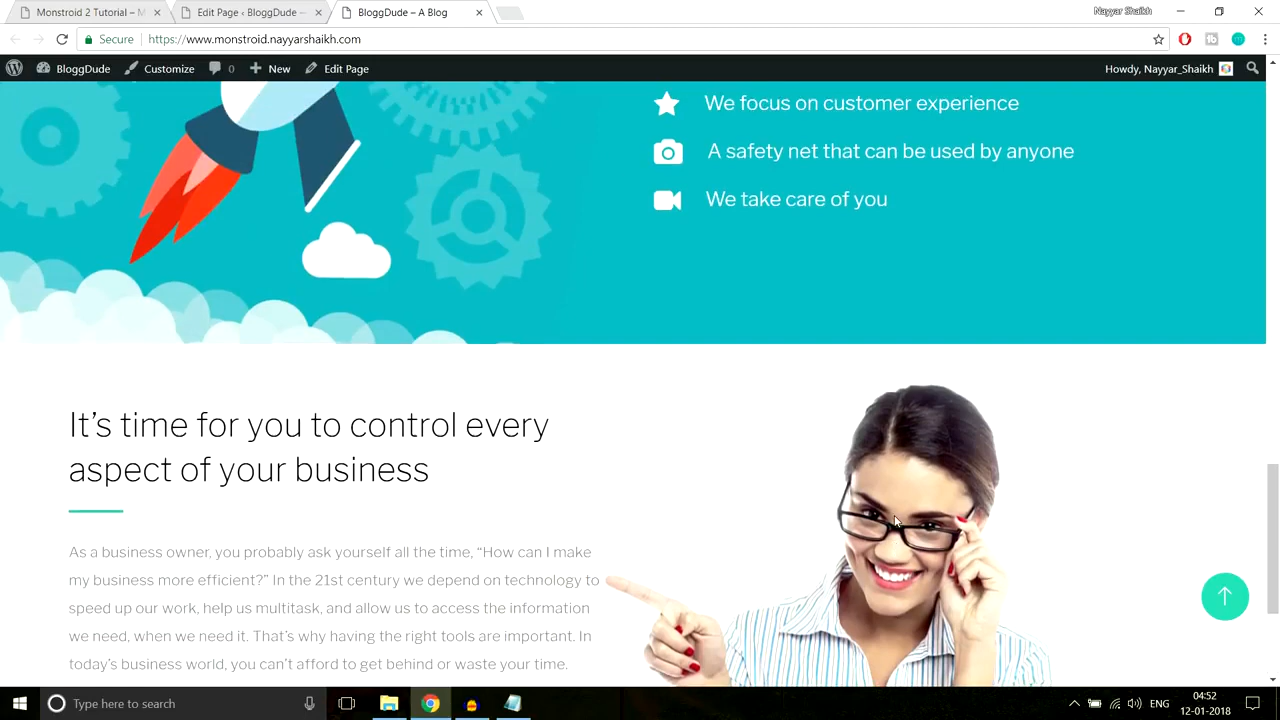 Monstroid 2 Tutorial – M
Edit Page ‹ BloggDude —
BloggDude – A Blog
Nayyar Shaikh
Secure
https://www.monstroid.nayyarshaikh.com
BloggDude
Customize
0
New
Edit Page
Howdy, Nayyar_Shaikh
We focus on customer experience
A safety net that can be used by anyone
We take care of you
It’s time for you to control every
aspect of your business
As a business owner, you probably ask yourself all the time, “How can I make
my business more efficient?” In the 21st century we depend on technology to
speed up our work, help us multitask, and allow us to access the information
we need, when we need it. That’s why having the right tools are important. In
today’s business world, you can’t afford to get behind or waste your time.
Type here to search
ENG
04:52
12-01-2018